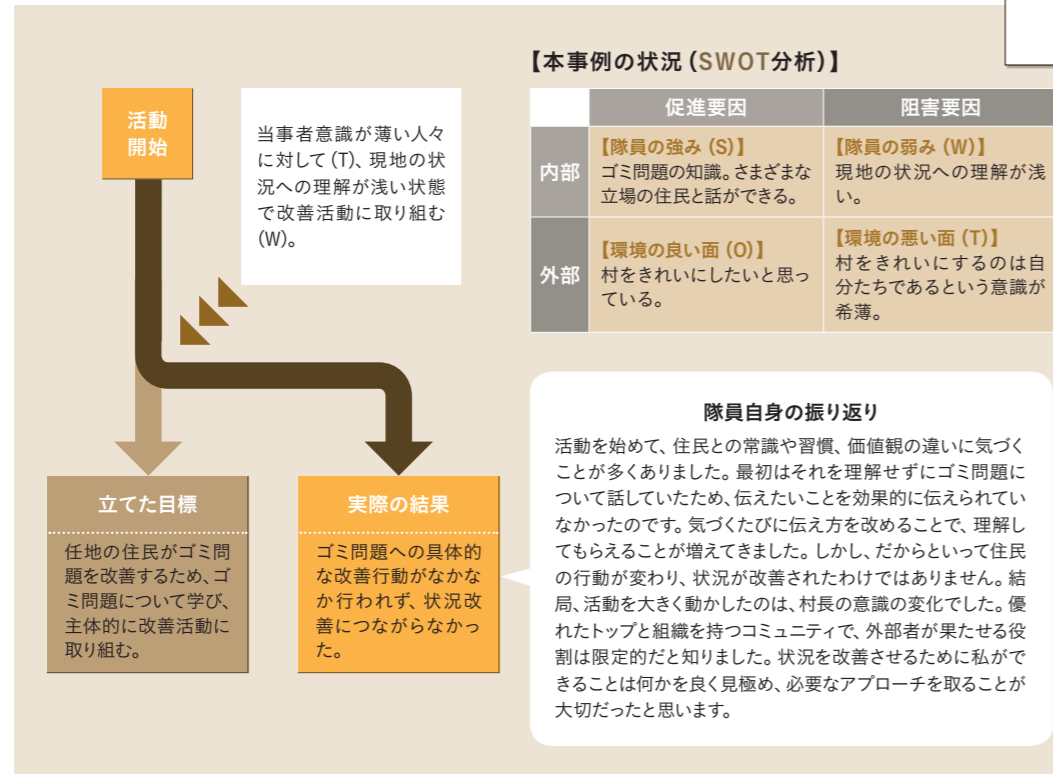 【本事例の状況（SWOT分析）】
活動
開始
当事者意識が薄い人々
に対して（T）、現地の状
況への理解が浅い状態
で改善活動に取り組む
（W）。
促進要因
阻害要因
内部
【隊員の強み（S）】
ゴミ問題の知識。さまざまな
立場の住民と話ができる。
【隊員の弱み（W）】
現地の状況への理解が浅
い。
外部
【環境の良い面（O）】
村をきれいにしたいと思っ
ている。
【環境の悪い面（T）】
村をきれいにするのは自
分たちであるという意識が
希薄。
立てた目標
任地の住民がゴミ問
題を改善するため、ゴ
ミ問題について学び、
主体的に改善活動に
取り組む。
実際の結果
ゴミ問題への具体的
な改善行動がなかな
か行われず、状況改
善につながらなかっ
た。
隊員自身の振り返り
活動を始めて、住民との常識や習慣、価値観の違いに気づく
ことが多くありました。最初はそれを理解せずにゴミ問題に
ついて話していたため、伝えたいことを効果的に伝えられてい
なかったのです。気づくたびに伝え方を改めることで、理解し
てもらえることが増えてきました。しかし、だからといって住民
の行動が変わり、状況が改善されたわけではありません。結
局、活動を大きく動かしたのは、村長の意識の変化でした。優
れたトップと組織を持つコミュニティで、外部者が果たせる役
割は限定的だと知りました。状況を改善させるために私がで
きることは何かを良く見極め、必要なアプローチを取ることが
大切だったと思います。